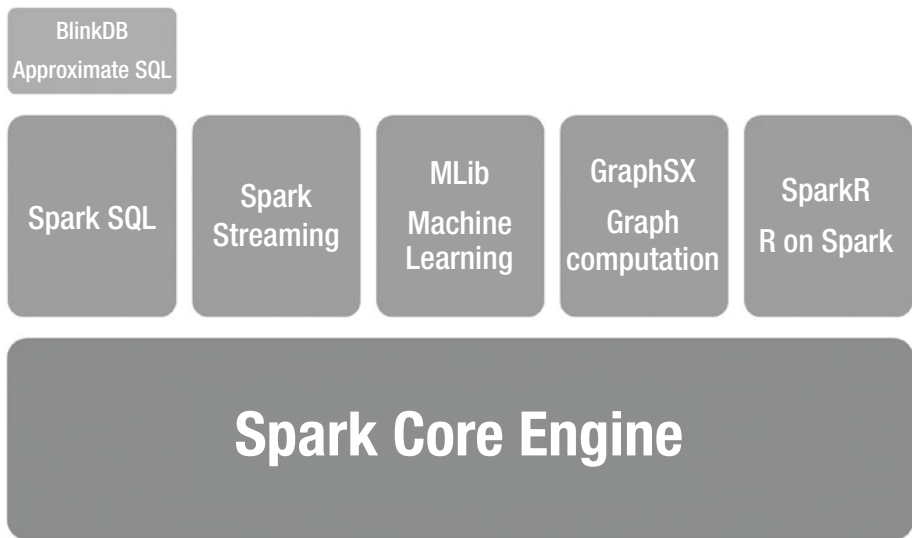 BlinkDB
Approximate SQL
Spark SQL
Spark
Streaming
MLib
Machine
Learning
GraphSX
Graph
computation
SparkR
R on Spark
Spark Core Engine